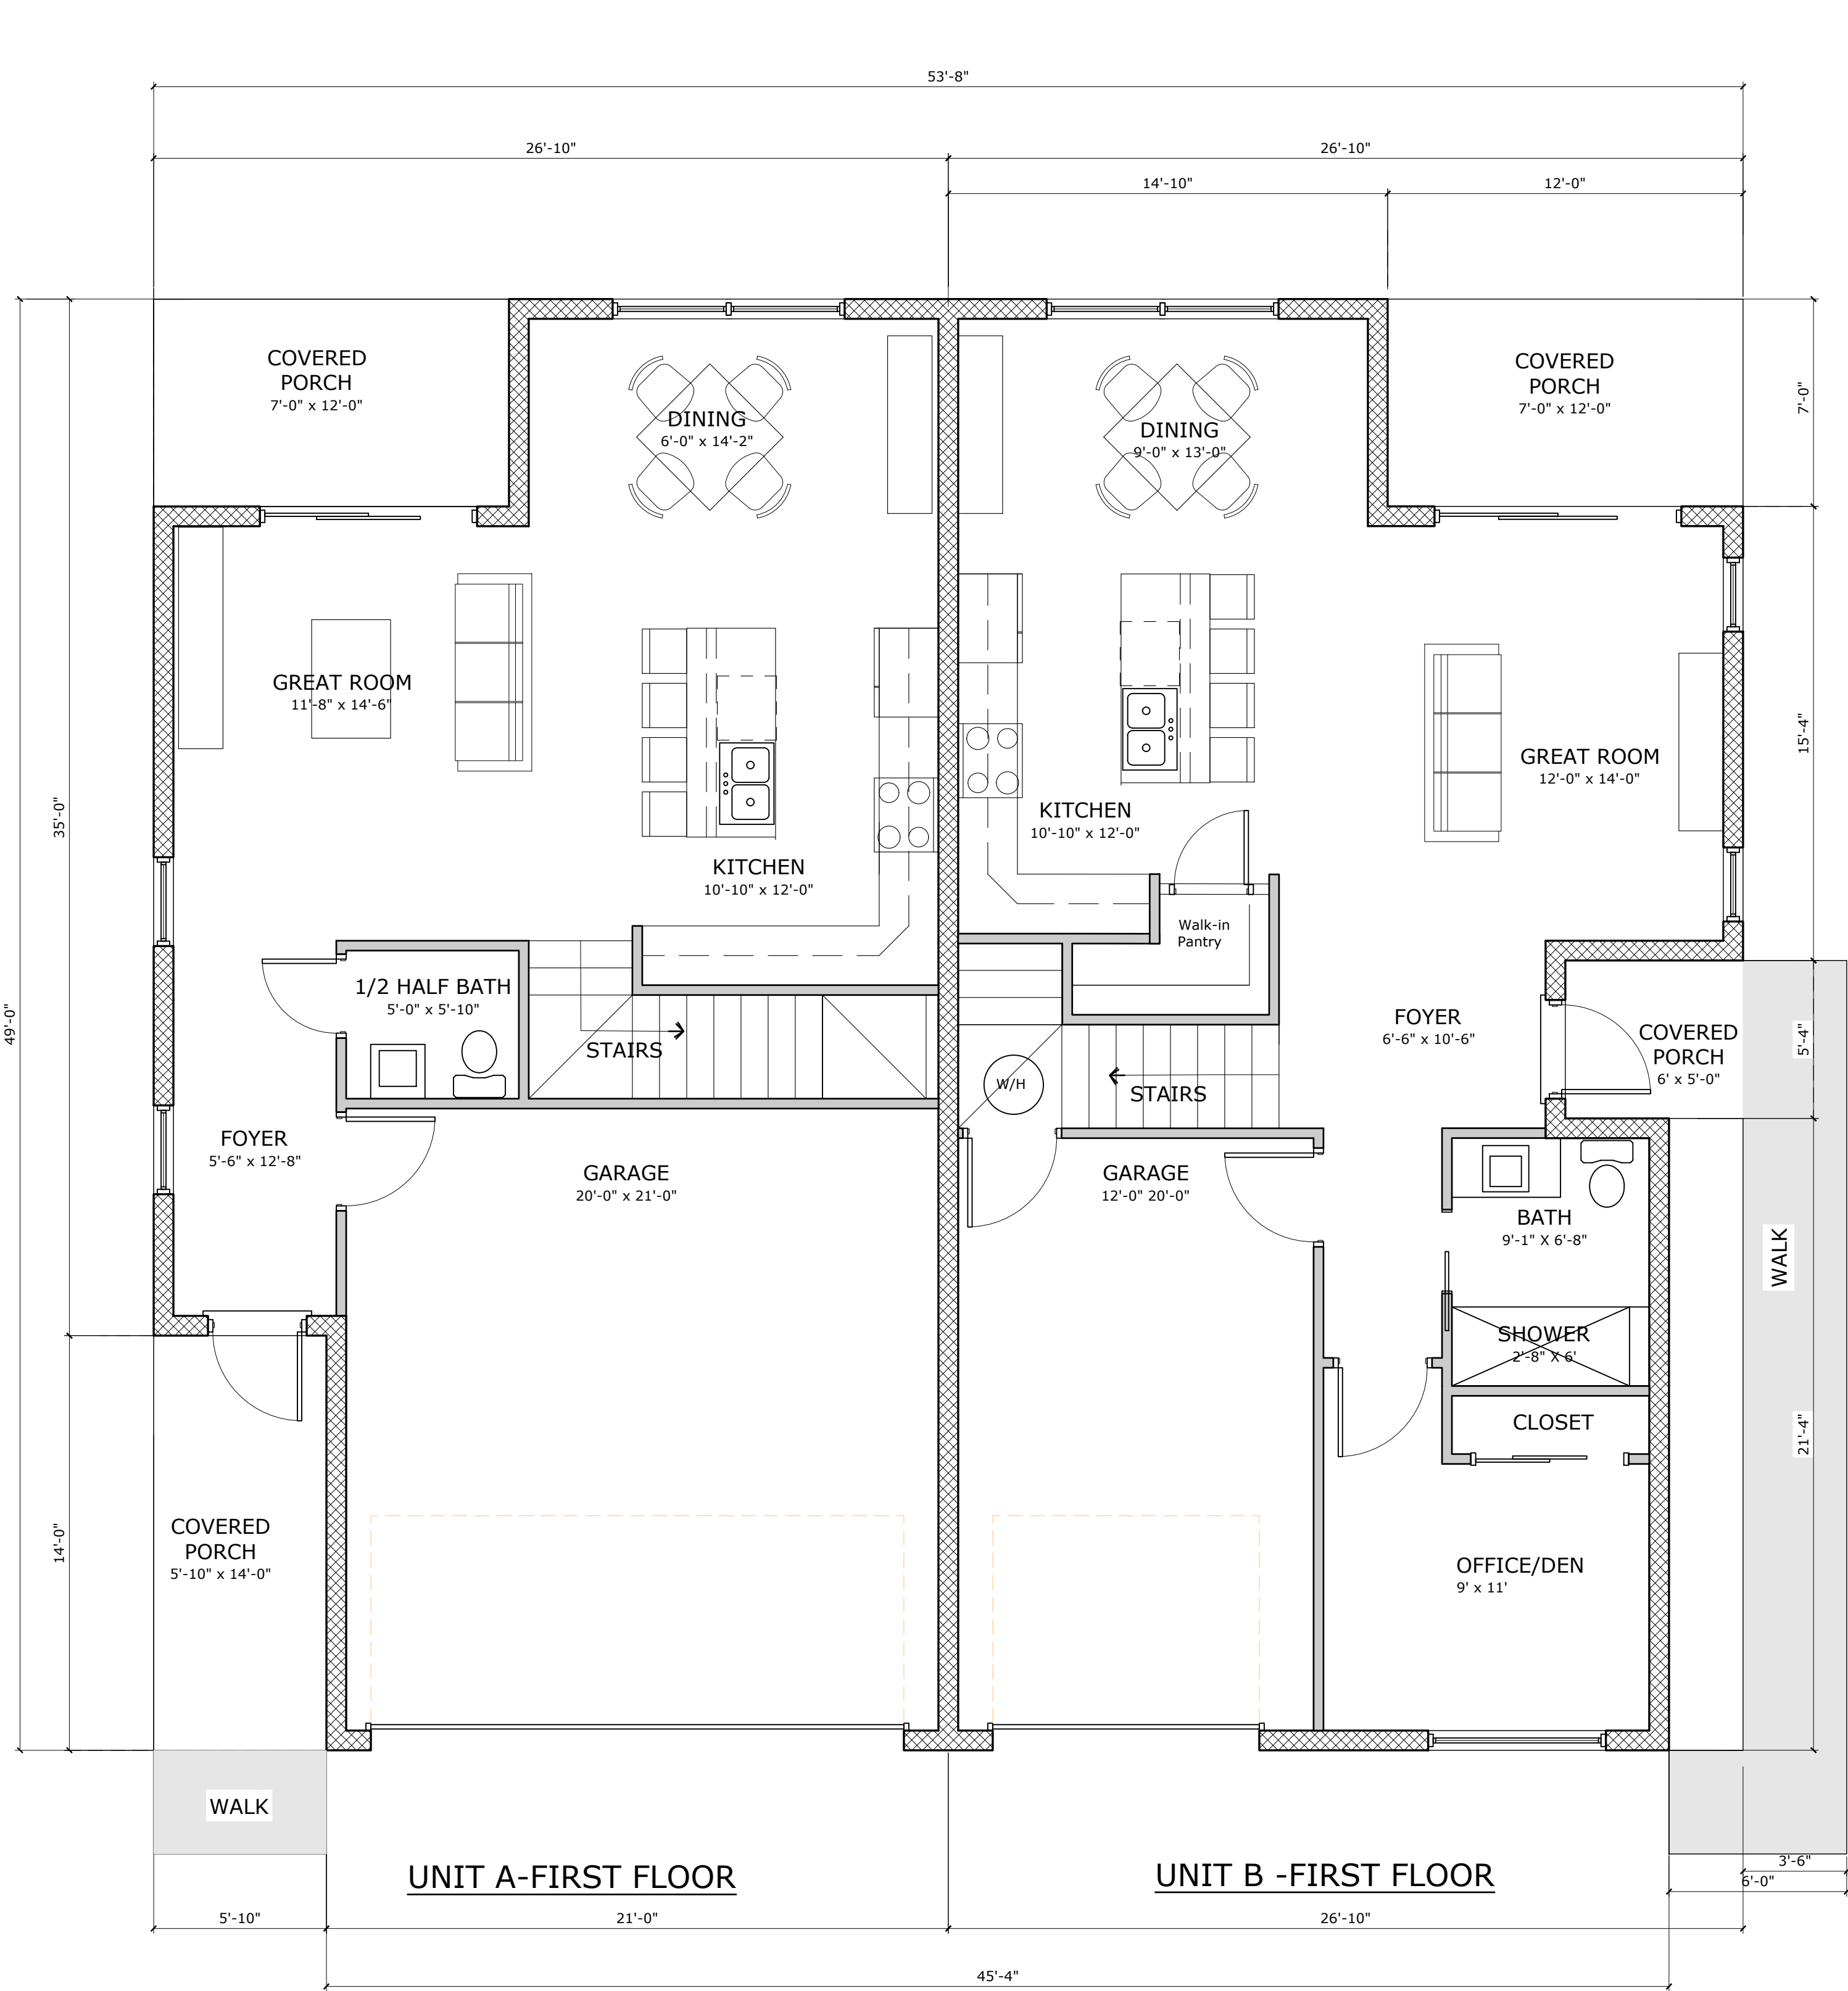 53'-8"
26'-10"
26'-10"
14'-10"
12'-0"
COVERED
PORCH
7'-0" x 12'-0"
DINING
6'-0" x 14'-2"
DINING
9'-0" x 13'-0"
COVERED
PORCH
7'-0" x 12'-0"
7'-0"
GREAT ROOM
11'-8" x 14'-6"
GREAT ROOM
12'-0" x 14'-0"
15'-4"
35'-0"
KITCHEN
10'-10" x 12'-0"
KITCHEN
10'-10" x 12'-0"
Walk-in
Pantry
49'-0"
1/2 HALF BATH
5'-0" x 5'-10"
STAIRS
W/H
STAIRS
FOYER
6'-6" x 10'-6"
COVERED
PORCH
6' x 5'-0"
5'-4"
FOYER
5'-6" x 12'-8"
GARAGE
20'-0" x 21'-0"
GARAGE
12'-0" 20'-0"
BATH
9'-1" X 6'-8"
WALK
SHOWER
2'-8" X 6'
CLOSET
21'-4"
14'-0"
COVERED
PORCH
5'-10" x 14'-0"
OFFICE/DEN
9' x 11'
WALK
UNIT A-FIRST FLOOR
UNIT B -FIRST FLOOR
3'-6"
6'-0"
5'-10"
21'-0"
26'-10"
45'-4"